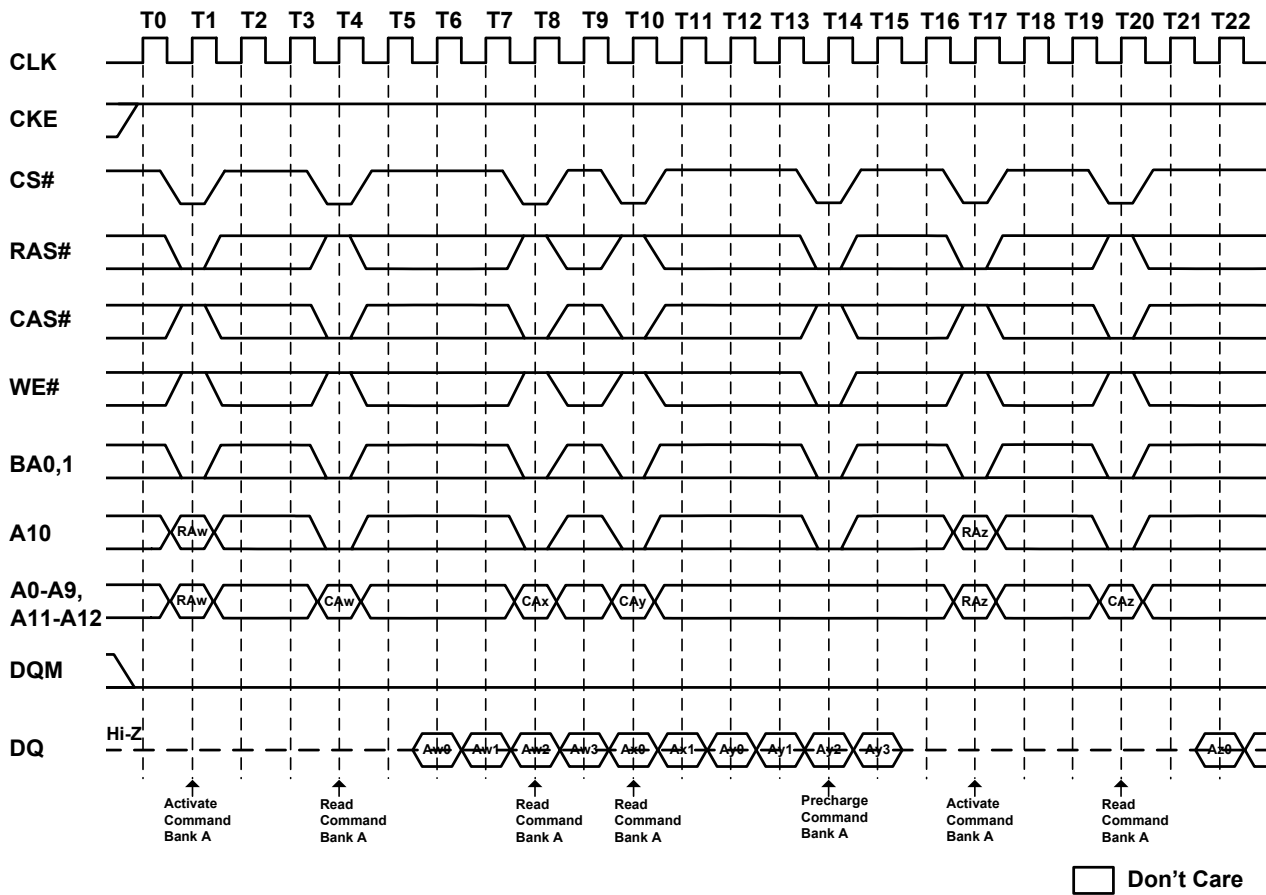 T0 T1 T2 T3 T4 T5 T6 T7 T8 T9 T10 T11 T12 T13 T14 T15 T16 T17 T18 T19 T20 T21 T22
CLK
CKE
CS#
RAS#
CAS#
WE#
BA0,1
A10 RAw RAz
A0-A9,
A11-A12 RAw CAw CAx CAy RAz CAz
DQM
Hi-Z
DQ Aw0 Aw1 Aw2 Aw3 Ax0 Ax1 Ay0 Ay1 Ay2 Ay3 Az0
Activate
Command
Bank A
Read
Command
Bank A
Read
Command
Bank A
Read
Command
Bank A
Precharge
Command
Bank A
Activate
Command
Bank A
Read
Command
Bank A
Don't Care